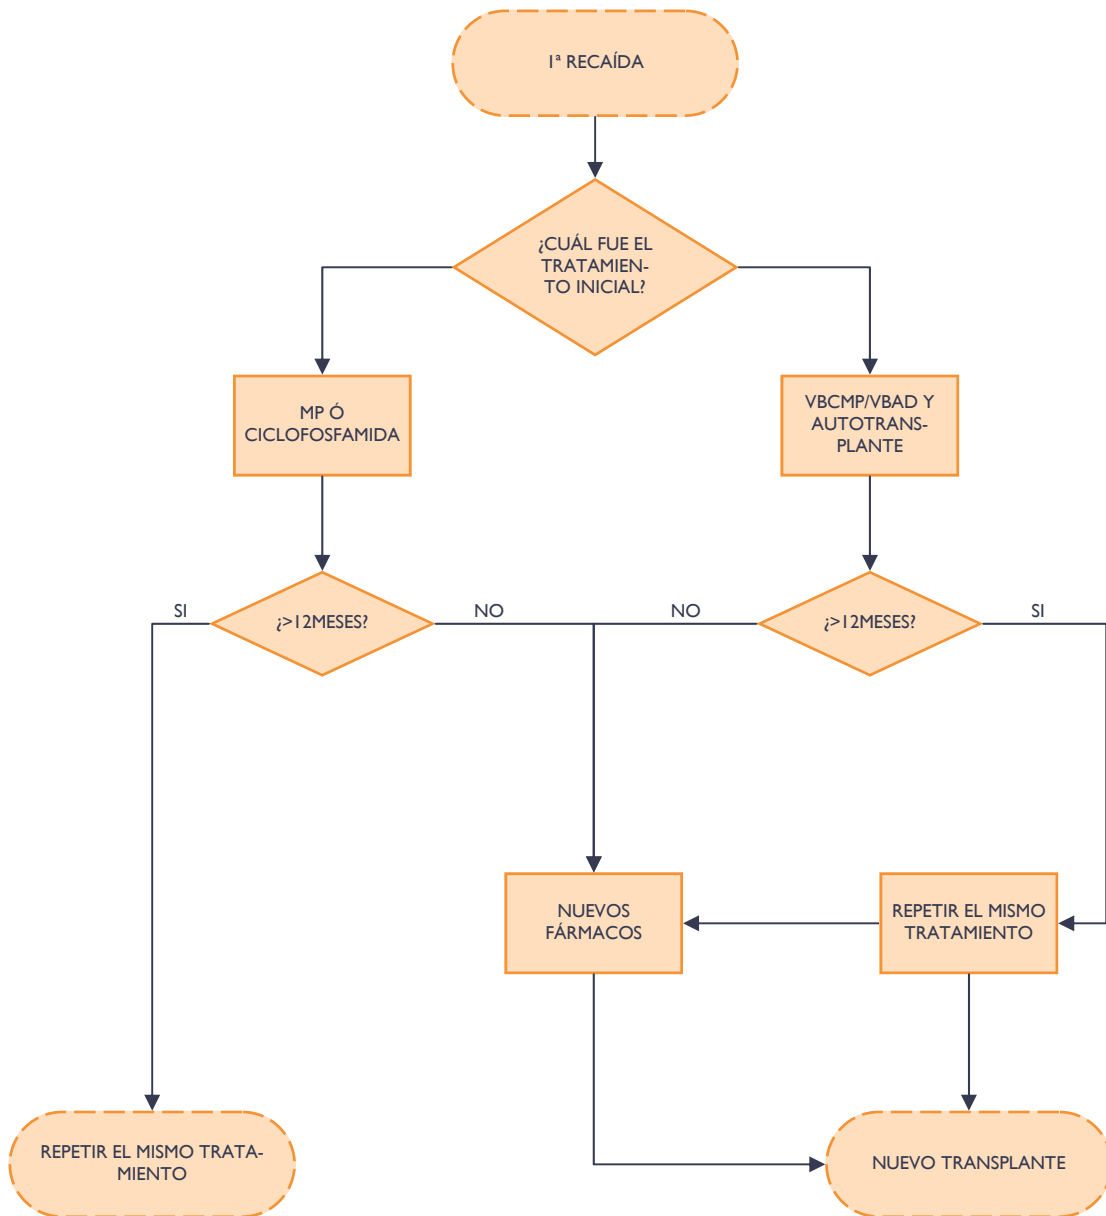 1ª RECAÍDA
¿CUÁL FUE EL
TRATAMIEN-
TO INICIAL?
MP Ó
CICLOFOSFAMIDA
VBCMP/VBAD Y
AUTOTRANS-
PLANTE
SI
¿>12MESES?
NO
NO
¿>12MESES?
SI
NUEVOS
FÁRMACOS
REPETIR EL MISMO
TRATAMIENTO
REPETIR EL MISMO TRATA-
MIENTO
NUEVO TRANSPLANTE